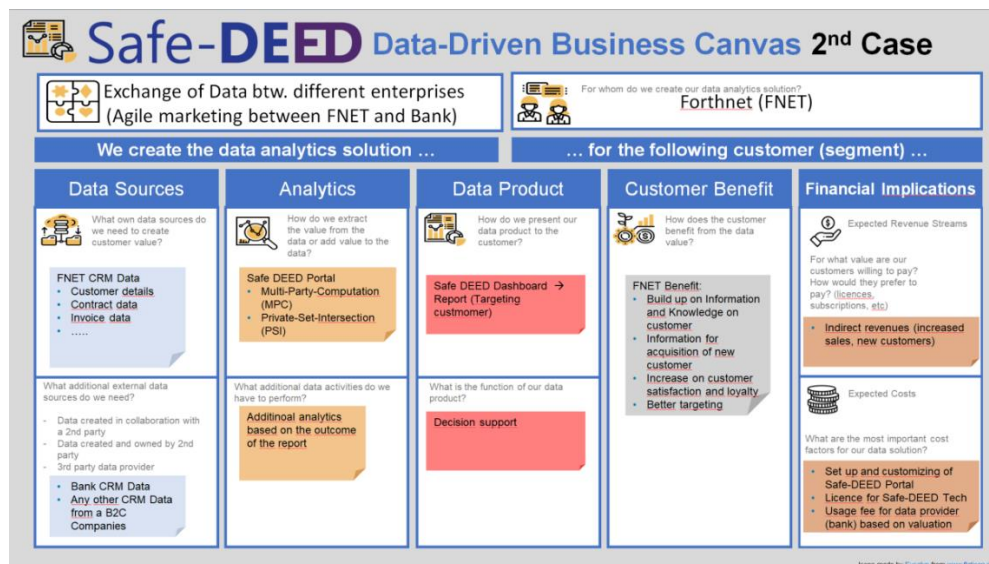 Safe-DEED Data-Driven Business Canvas 2nd Case
Exchange of Data btw. different enterprises
(Agile marketing between FNET and Bank)
For whom do we create our data analytics solution?
Forthnet (FNET)
We create the data analytics solution ...
... for the following customer (segment) ...
Data Sources
What own data sources do
we need to create
customer value?
FNET CRM Data
• Customer details
• Contract data
• Invoice data
• .....
What additional external data
sources do we need?
- Data created in collaboration with
a 2nd party
- Data created and owned by 2nd
party
- 3rd party data provider
• Bank CRM Data
• Any other CRM Data
from a B2C
Companies
Analytics
How do we extract
the value from the
data or add value to the
data?
Safe DEED Portal
• Multi-Party-Computation
(MPC)
• Private-Set-Intersection
(PSI)
What additional data activities do we
have to perform?
Additinoal analytics
based on the outcome
of the report
Data Product
How do we present our
data product to the
customer?
Safe DEED Dashboard →
Report (Targeting
custmomer)
What is the function of our data
product?
Decision support
Customer Benefit
How does the customer
benefit from the data
value?
FNET Benefit:
• Build up on Information
and Knowledge on
customer
• Information for
acquisition of new
customer
• Increase on customer
satisfaction and loyalty
• Better targeting
Financial Implications
Expected Revenue Streams
For what value are our
customers willing to pay?
How would they prefer to
pay? (licences,
subscriptions, etc)
• Indirect revenues (increased
sales, new customers)
Expected Costs
What are the most important cost
factors for our data solution?
• Set up and customizing of
Safe-DEED Portal
• Licence for Safe-DEED Tech
• Usage fee for data provider
(bank) based on valuation